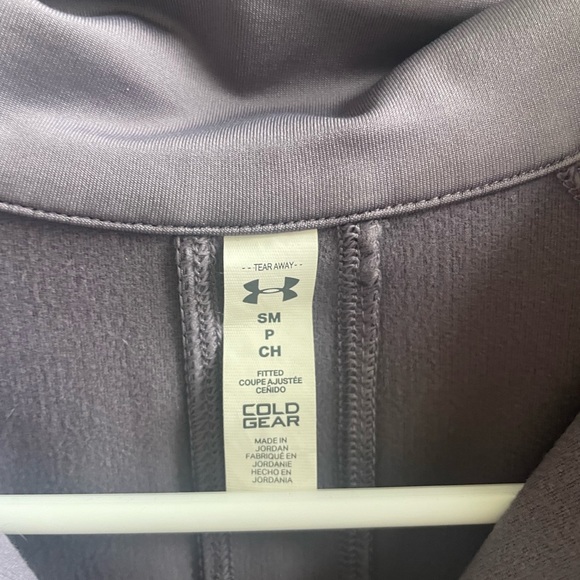 - - TEAR AWAY- -
SM
P
CH
FITTED
COUPE AJUSTÉE
CEÑIDO
COLD
GEAR
MADE IN
JORDAN
FABRIQUÉ EN
JORDANIE
HECHO EN
JORDANIA